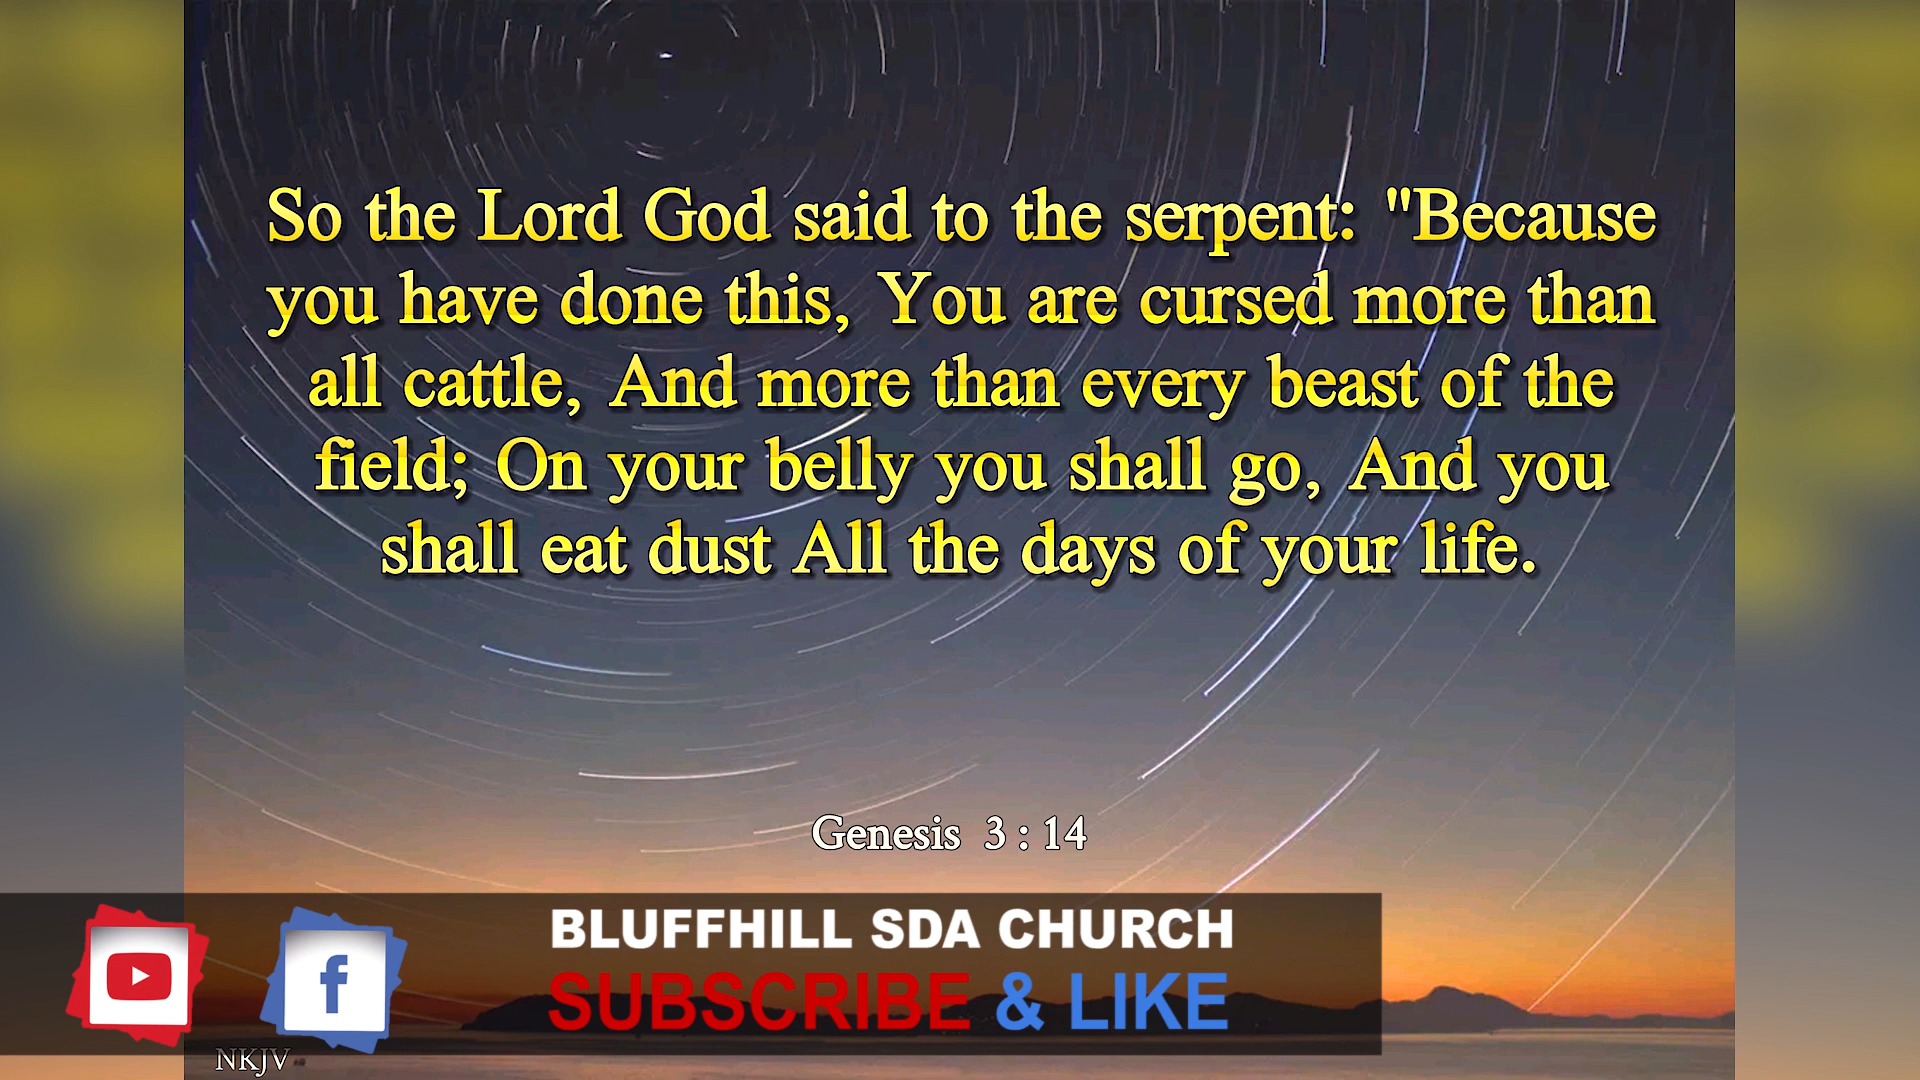 So the Lord God said to the serpent: "Because
you have done this, You are cursed more than
all cattle, And more than every beast of the
field; On your belly you shall go, And you
shall eat dust All the days of your life.
Genesis 3 : 14
BLUFFHILL SDA CHURCH
SUBSCRIBE & LIKE
f
NKJV